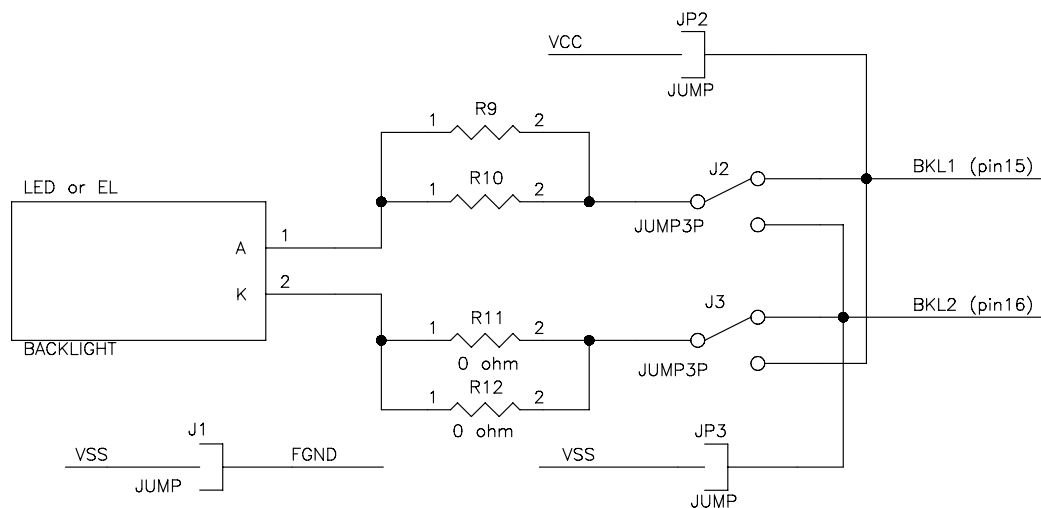 JP2
VCC
JUMP
R9
1 2
R10
1 2
J2
JUMP3P
BKL1 (pin15)
LED or EL
A 1
K 2
BACKLIGHT
J3
JUMP3P
BKL2 (pin16)
R11
1 2
0 ohm
R12
1 2
0 ohm
J1
VSS FGND
JUMP
JP3
VSS
JUMP